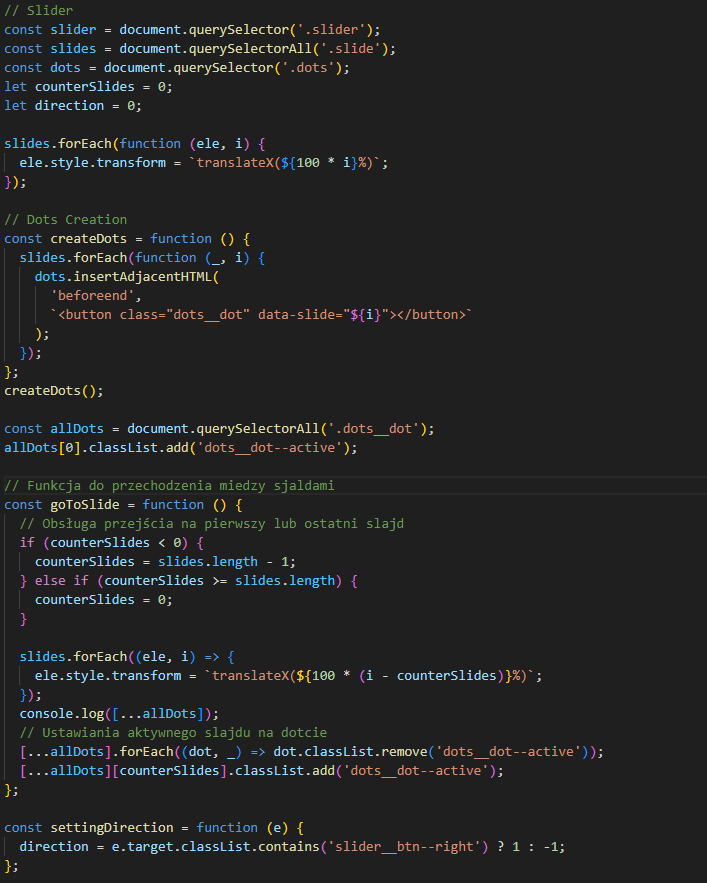 // Slider
const slider = document.querySelector('.slider');
const slides = document.querySelectorAll('.slide');
const dots = document.querySelector('.dots');
let counterSlides = 0;
let direction = 0;

slides.forEach(function (ele, i) {
  ele.style.transform = `translateX(${100 * i}%)`;
});

// Dots Creation
const createDots = function () {
  slides.forEach(function (_, i) {
    dots.insertAdjacentHTML(
      'beforeend',
      `<button class="dots__dot" data-slide="${i}"></button>`
    );
  });
};
createDots();

const allDots = document.querySelectorAll('.dots__dot');
allDots[0].classList.add('dots__dot--active');

// Funkcja do przechodzenia miedzy sjaldami
const goToSlide = function () {
  // Obsługa przejścia na pierwszy lub ostatni slajd
  if (counterSlides < 0) {
    counterSlides = slides.length - 1;
  } else if (counterSlides >= slides.length) {
    counterSlides = 0;
  }

  slides.forEach((ele, i) => {
    ele.style.transform = `translateX(${100 * (i - counterSlides)}%)`;
  });
  console.log([...allDots]);
  // Ustawiania aktywnego slajdu na dotcie
  [...allDots].forEach((dot, _) => dot.classList.remove('dots__dot--active'));
  [...allDots][counterSlides].classList.add('dots__dot--active');
};

const settingDirection = function (e) {
  direction = e.target.classList.contains('slider__btn--right') ? 1 : -1;
};